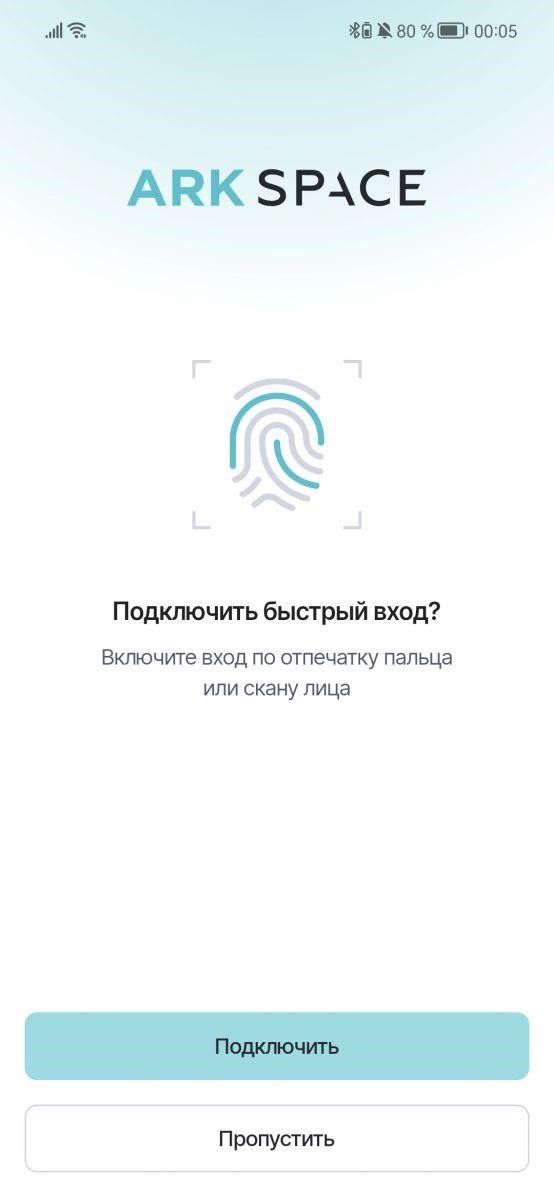 80 % 00:05
ARK SPACE
Подключить быстрый вход?
Включите вход по отпечатку пальца
или скану лица
Подключить
Пропустить